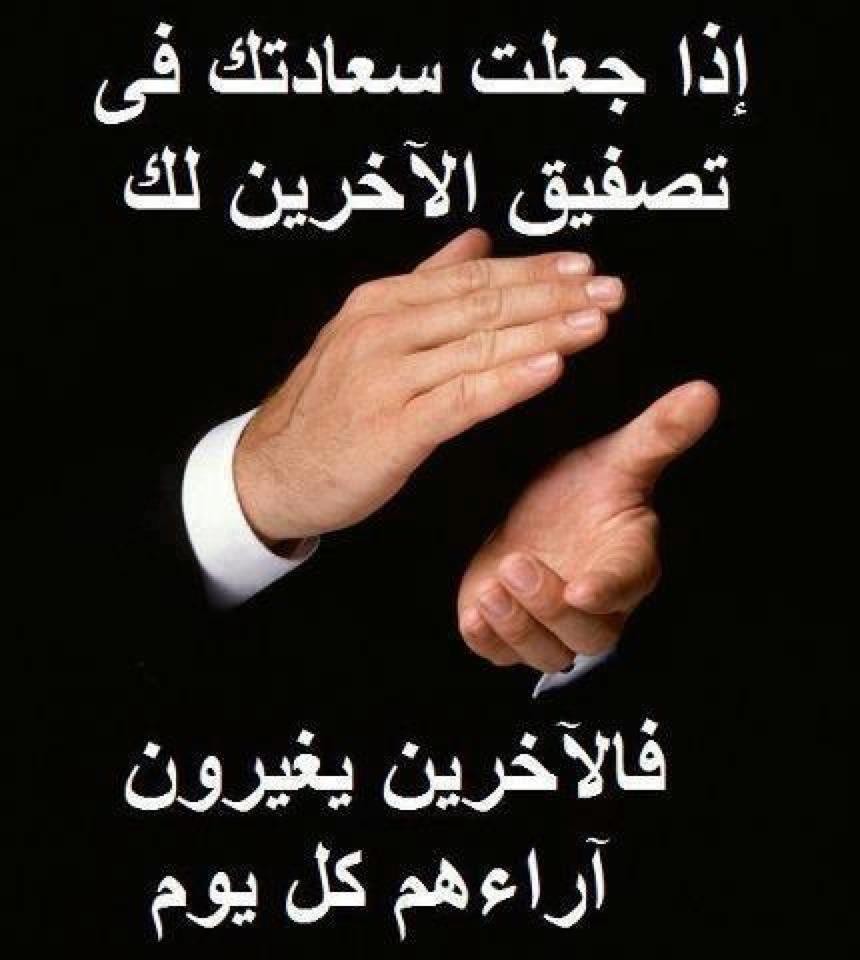 إذا جعلت سعادتك فى
تصفيق الآخرين لك
فالآخرين يغيرون
آراءهم كل يوم